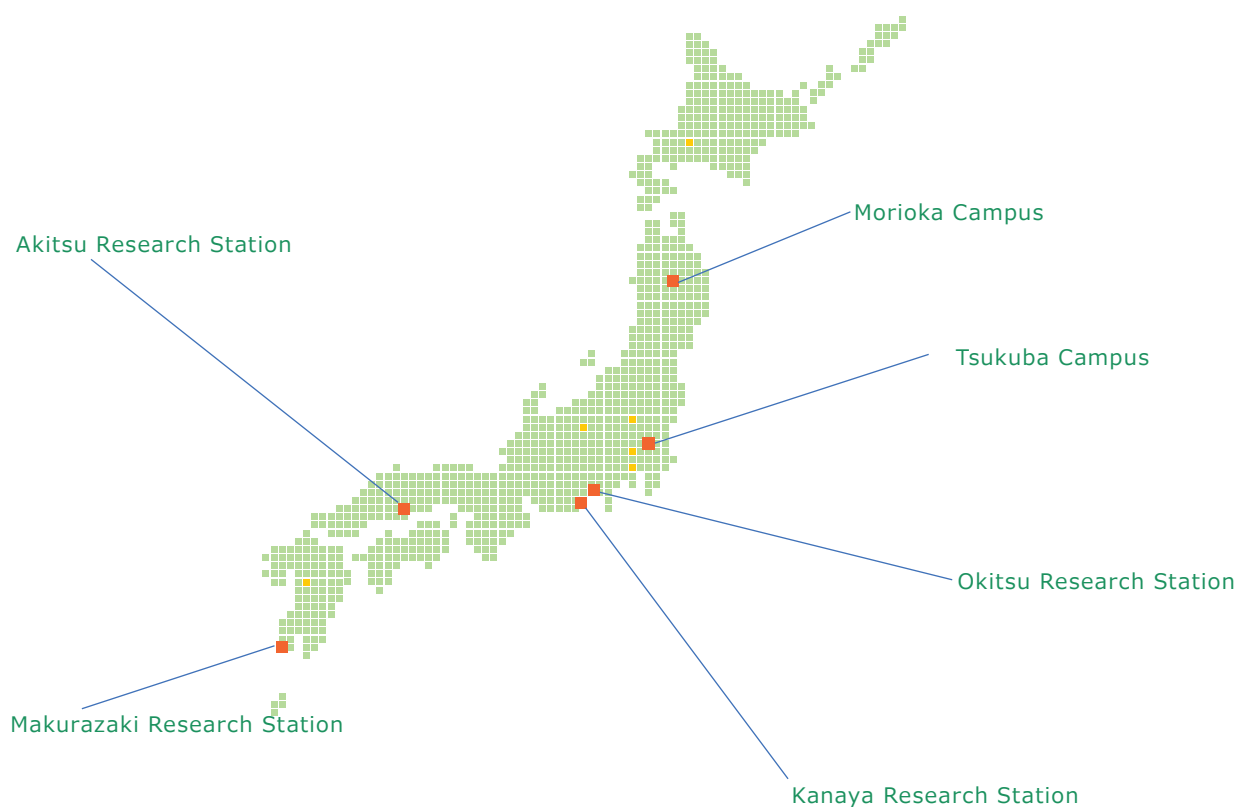 Morioka Campus
Akitsu Research Station
Tsukuba Campus
Okitsu Research Station
Makurazaki Research Station
Kanaya Research Station